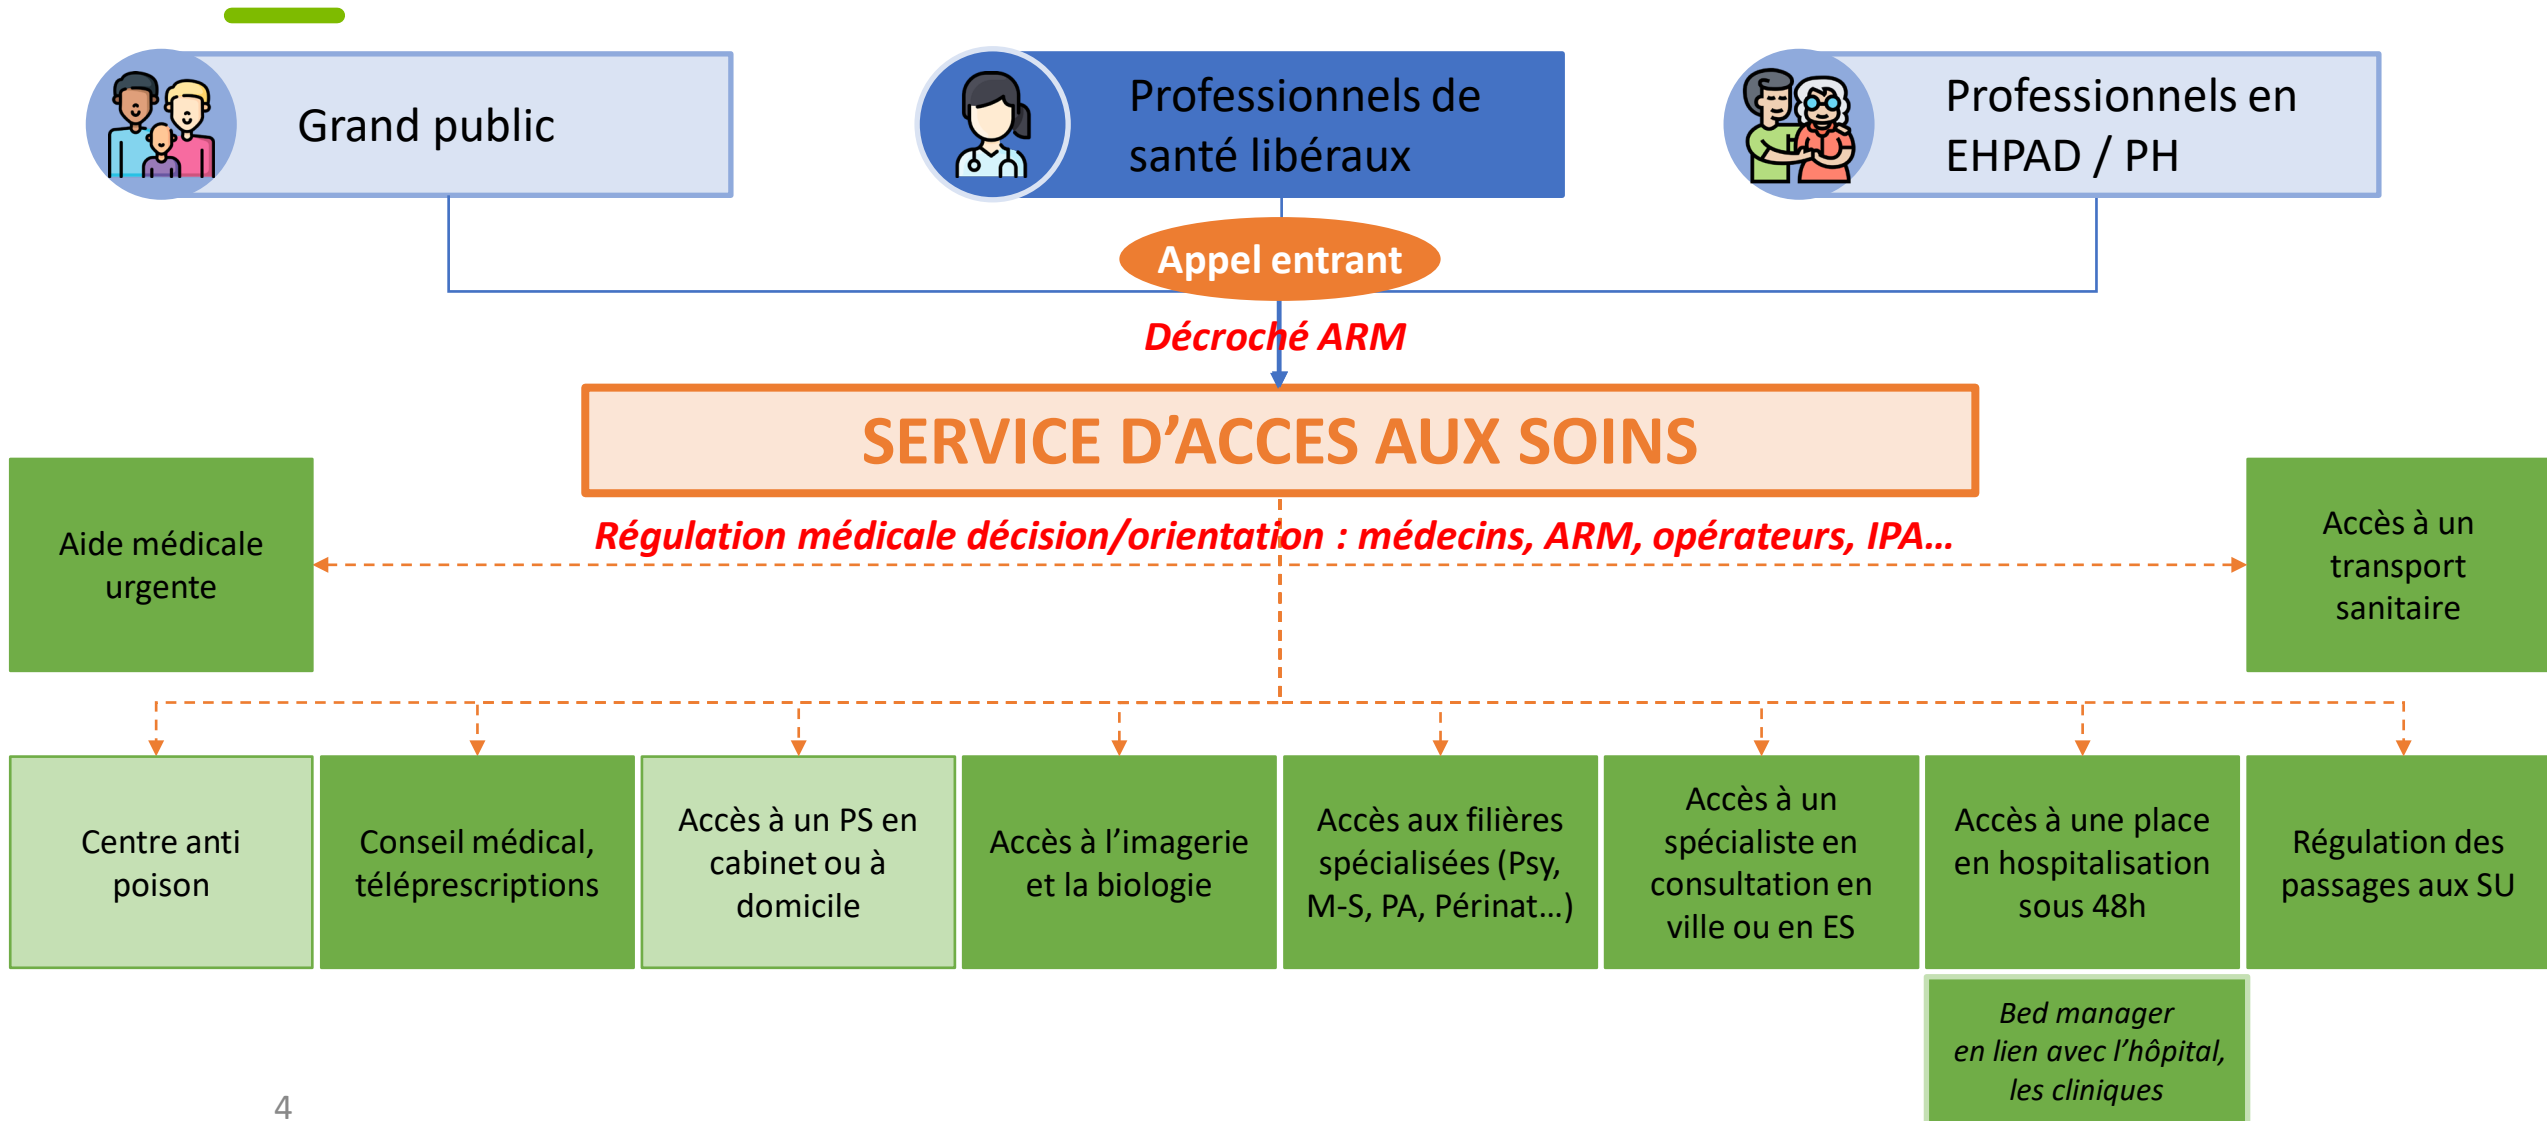 Grand public
Professionnels de
santé libéraux
Professionnels en
EHPAD / PH
Appel entrant
Décroché ARM
SERVICE D’ACCES AUX SOINS
Régulation médicale décision/orientation : médecins, ARM, opérateurs, IPA...
Aide médicale
urgente
Accès à un
transport
sanitaire
Centre anti
poison
Conseil médical,
téléprescriptions
Accès à un PS en
cabinet ou à
domicile
Accès à l’imagerie
et la biologie
Accès aux filières
spécialisées (Psy,
M-S, PA, Périnat...)
Accès à un
spécialiste en
consultation en
ville ou en ES
Accès à une place
en hospitalisation
sous 48h
Régulation des
passages aux SU
Bed manager
en lien avec l’hôpital,
les cliniques
4